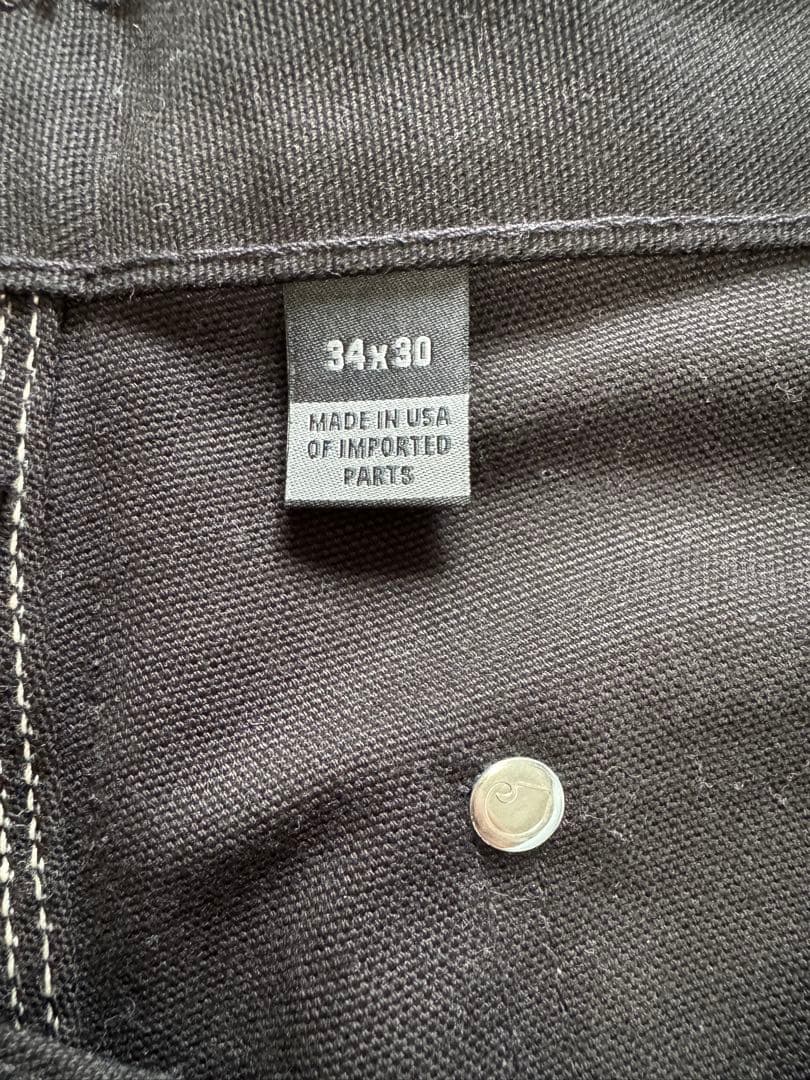 34x30
MADE IN USA
OF IMPORTED
PARTS